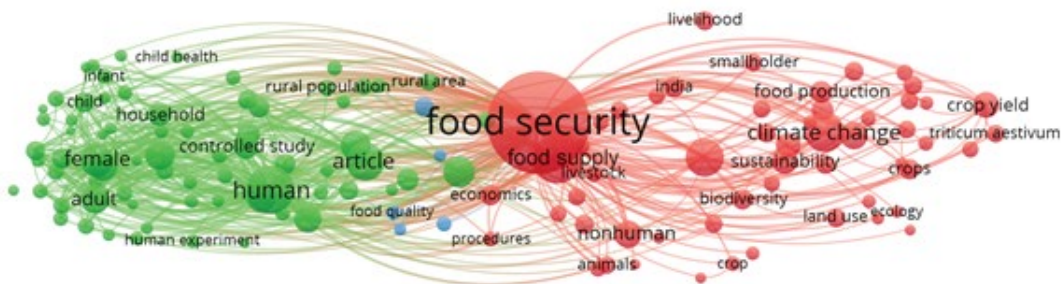 livelihood
child health
smallholder
infant
rural population
rural area
india
food production
child
household
crop yield
food security
climate change
triticum aestivum
controlled study
female
article
food supply
sustainability
livestock
crops
human
economics
adult
biodiversity
food quality
land use
ecology
human experiment
procedures
nonhuman
animals
crop